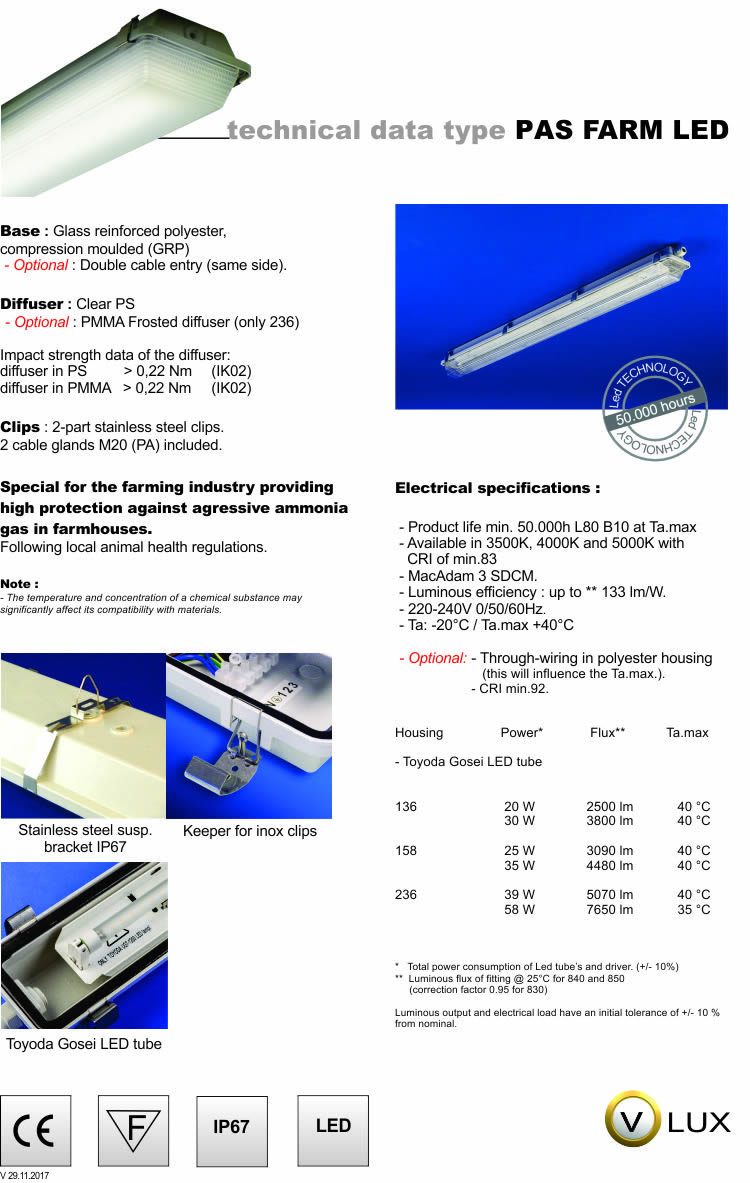 technical data type PAS FARM LED
Base : Glass reinforced polyester,
compression moulded (GRP)
- Optional : Double cable entry (same side).
Diffuser : Clear PS
- Optional : PMMA Frosted diffuser (only 236)
Impact strength data of the diffuser:
diffuser in PS > 0,22 Nm (IK02)
diffuser in PMMA > 0,22 Nm (IK02)
Clips : 2-part stainless steel clips.
2 cable glands M20 (PA) included.
Special for the farming industry providing
high protection against agressive ammonia
gas in farmhouses.
Following local animal health regulations.
Note :
- The temperature and concentration of a chemical substance may
significantly affect its compatibility with materials.
N 1 2 3
Stainless steel susp.
bracket IP67
Keeper for inox clips
ONLY TOYODA UGT-1200 LED lamp!
Toyoda Gosei LED tube
Led TECHNOLOGY
50.000 hours
Led TECHNOLOGY
Electrical specifications :
- Product life min. 50.000h L80 B10 at Ta.max
- Available in 3500K, 4000K and 5000K with
CRI of min.83
- MacAdam 3 SDCM.
- Luminous efficiency : up to ** 133 lm/W.
- 220-240V 0/50/60Hz.
- Ta: -20°C / Ta.max +40°C
- Optional: - Through-wiring in polyester housing
(this will influence the Ta.max.).
- CRI min.92.
Housing Power* Flux** Ta.max
- Toyoda Gosei LED tube
136 20 W 2500 lm 40 °C
30 W 3800 lm 40 °C
158 25 W 3090 lm 40 °C
35 W 4480 lm 40 °C
236 39 W 5070 lm 40 °C
58 W 7650 lm 35 °C
* Total power consumption of Led tube's and driver. (+/- 10%)
** Luminous flux of fitting @ 25°C for 840 and 850
(correction factor 0.95 for 830)
Luminous output and electrical load have an initial tolerance of +/- 10 %
from nominal.
CE
F
IP67
LED
V LUX
V 29.11.2017